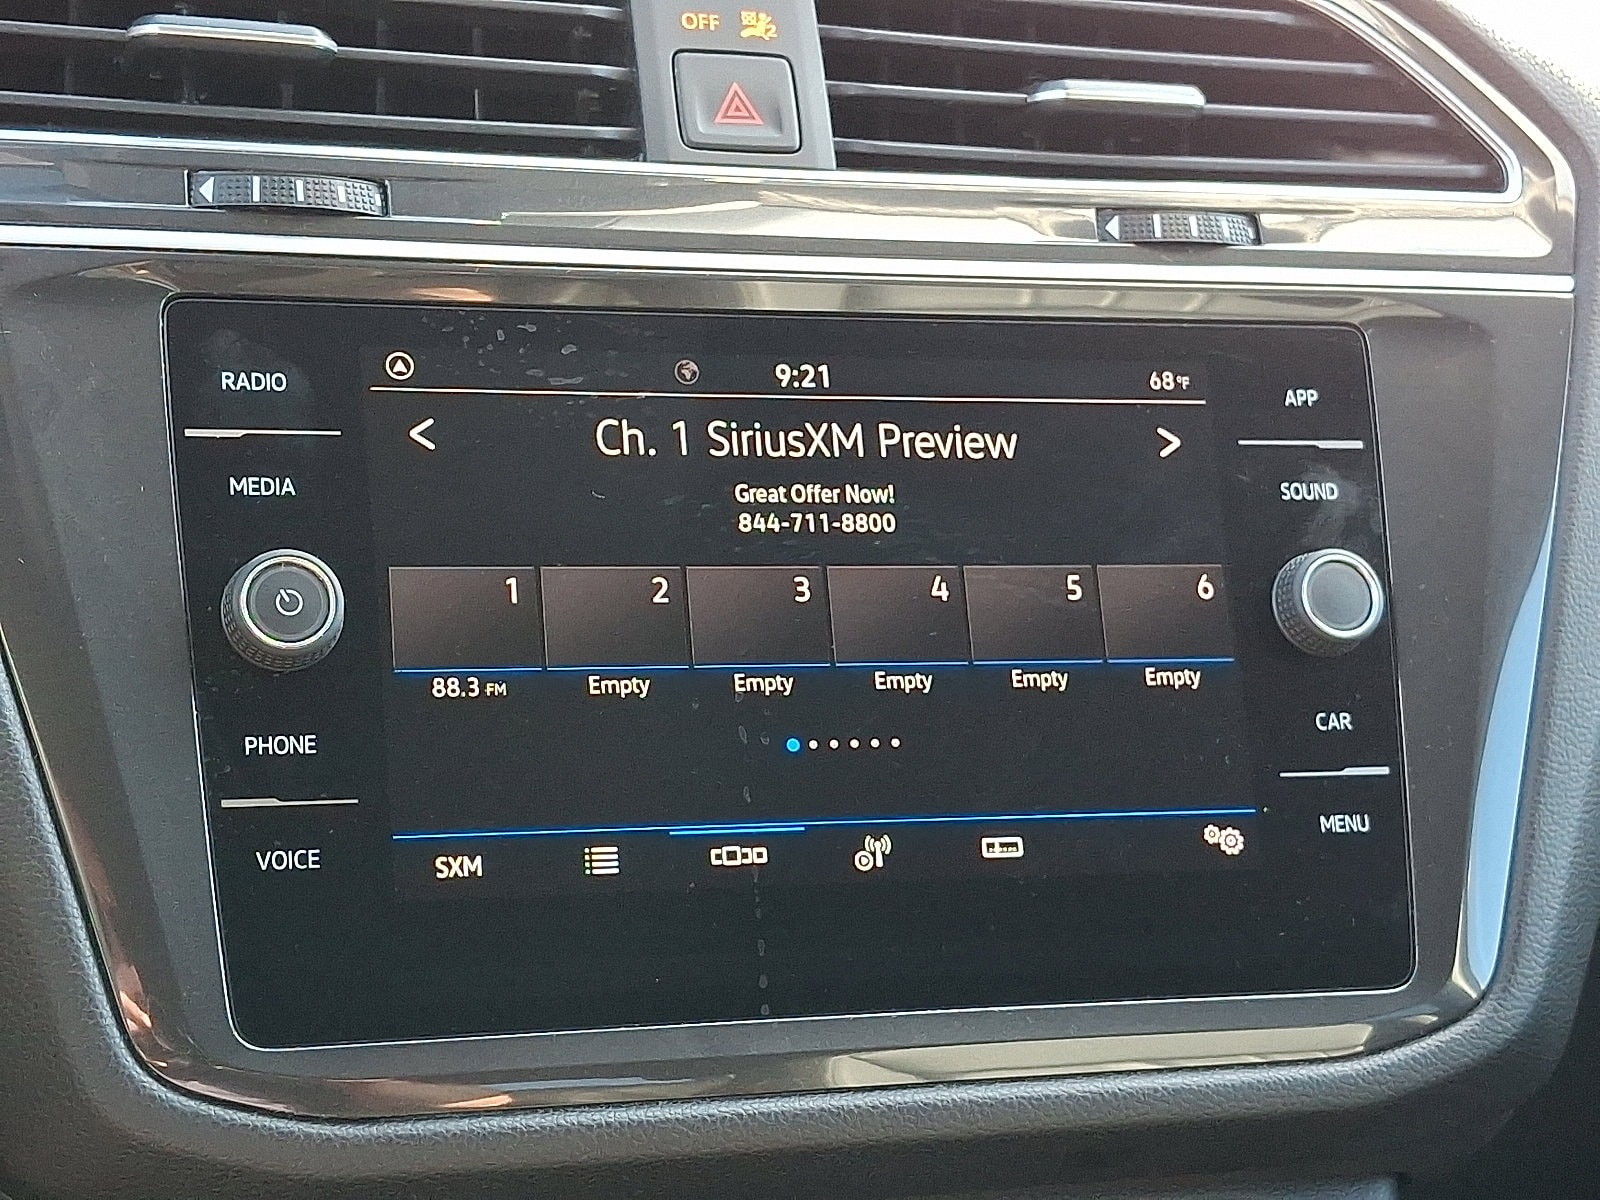 OFF 2
9:21
68°F
RADIO
APP
< Ch. 1 SiriusXM Preview >
MEDIA
SOUND
Great Offer Now!
844-711-8800
1 2 3 4 5 6
88.3 FM Empty Empty Empty Empty Empty
PHONE
CAR
VOICE
MENU
SXM